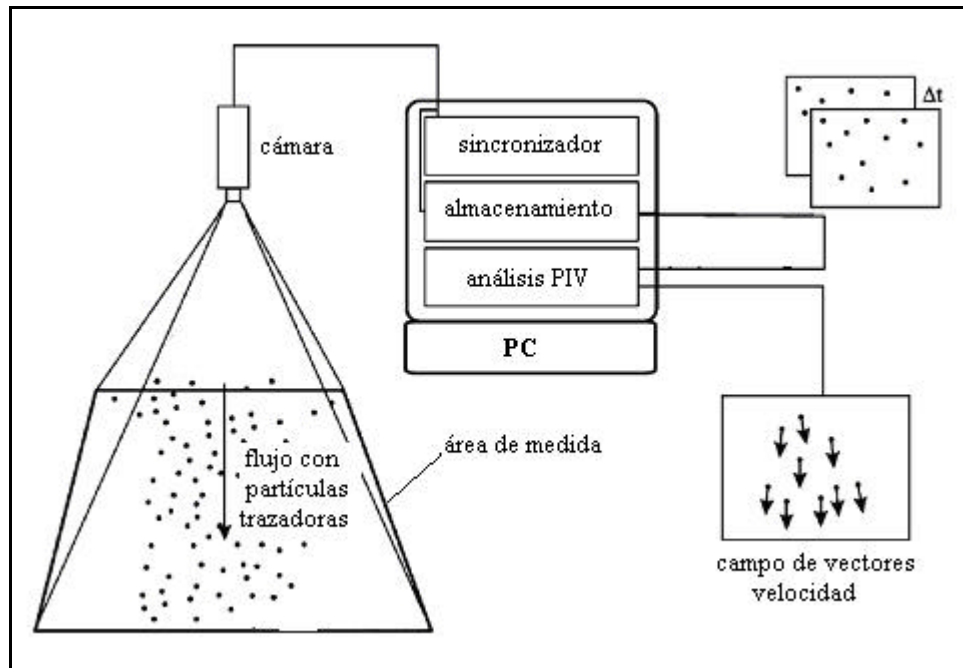 cámara
sincronizador
almacenamiento
análisis PIV
PC
Δt
flujo con
partículas
trazadoras
área de medida
campo de vectores
velocidad